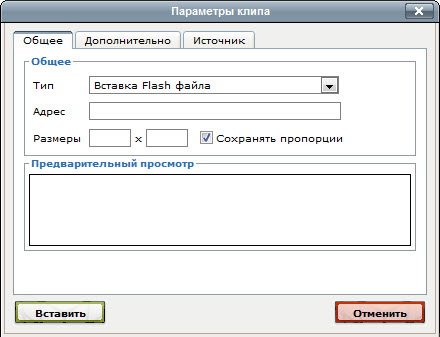 Параметры клипа
Общее Дополнительно Источник
Общее
Тип Вставка Flash файла
Адрес
Размеры x Сохранять пропорции
Предварительный просмотр
Вставить Отменить